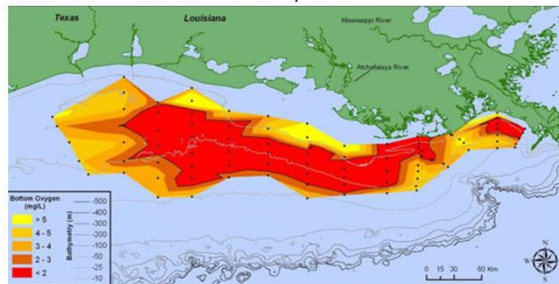 Texas
Louisiana
Mississippi River
Atchafalaya River
Bottom Oxygen
(mg/L)
> 5
4 - 5
3 - 4
2 - 3
< 2
Bathymetry (m)
-500
-400
-300
-200
-100
-50
-25
-10
0 15 30 60 Km
N
W
E
S